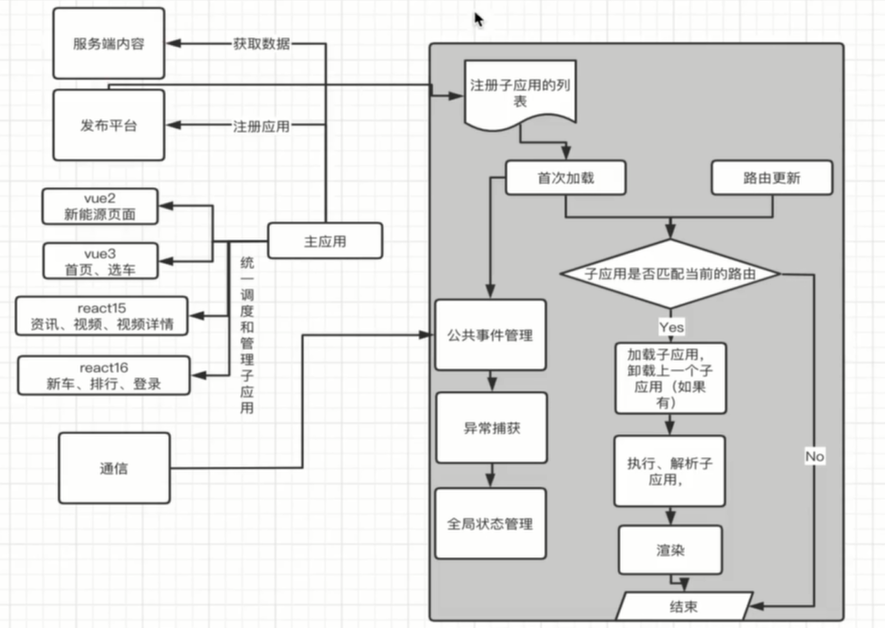 服务端内容
获取数据
发布平台
注册应用
vue2
新能源页面
vue3
首页、选车
主应用
react15
资讯、视频、视频详情
react16
新车、排行、登录
统一调度和管理子应用
通信
注册子应用的列
表
首次加载
路由更新
子应用是否匹配当前的路由
公共事件管理
Yes
加载子应用，
卸载上一个子
应用（如果
有）
异常捕获
执行、解析子
应用，
No
全局状态管理
渲染
结束